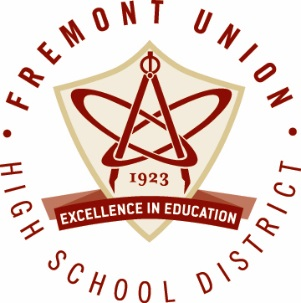 FREMONT UNION
HIGH SCHOOL DISTRICT
1923
EXCELLENCE IN EDUCATION